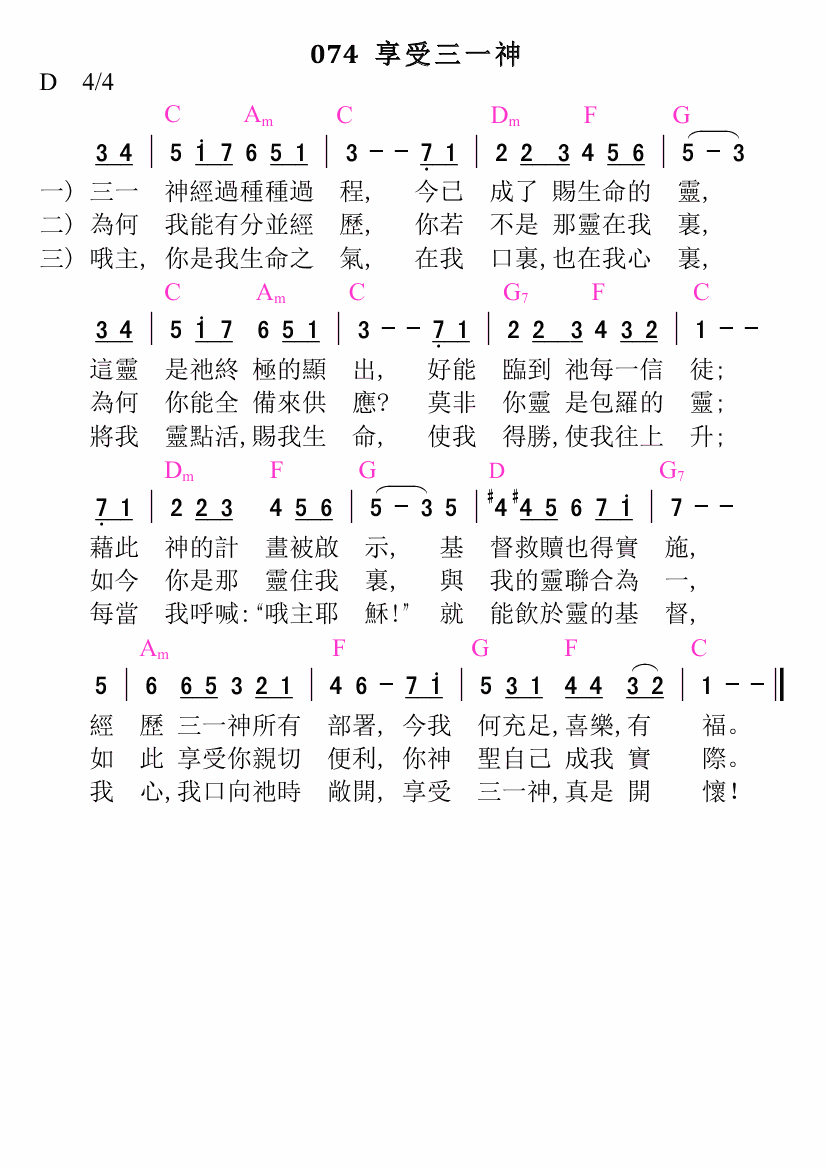 074 享受三一神
D 4/4
C Am C Dm F G
3 4 | 5 i 7 6 5 1 | 3 - - 7 1 | 2 2 3 4 5 6 | 5 - 3
一) 三一 神經過種種過 程, 今已 成了 賜生命的 靈,
二) 為何 我能有分並經 歷, 你若 不是 那靈在我 裏,
三) 哦主, 你是我生命之 氣, 在我 口裏,也在我心 裏,
C Am C G7 F C
3 4 | 5 i 7 6 5 1 | 3 - - 7 1 | 2 2 3 4 3 2 | 1 - -
這靈 是祂終 極的顯 出, 好能 臨到 祂每一信 徒;
為何 你能全 備來供 應? 莫非 你靈 是包羅的 靈;
將我 靈點活,賜我生 命, 使我 得勝,使我往上 升;
Dm F G D G7
7 1 | 2 2 3 4 5 6 | 5 - 3 5 | #4 #4 5 6 7 i | 7 - -
藉此 神的計 畫被啟 示, 基 督救贖也得實 施,
如今 你是那 靈住我 裏, 與 我的靈聯合為 一,
每當 我呼喊:“哦主耶 穌!” 就 能飲於靈的基 督,
Am F G F C
5 | 6 6 5 3 2 1 | 4 6 - 7 i | 5 3 1 4 4 3 2 | 1 - - ‖
經 歷 三一神所有 部署, 今我 何充足,喜樂,有 福。
如 此 享受你親切 便利, 你神 聖自己 成我 實 際。
我 心,我口向祂時 敞開, 享受 三一神,真是 開 懷!